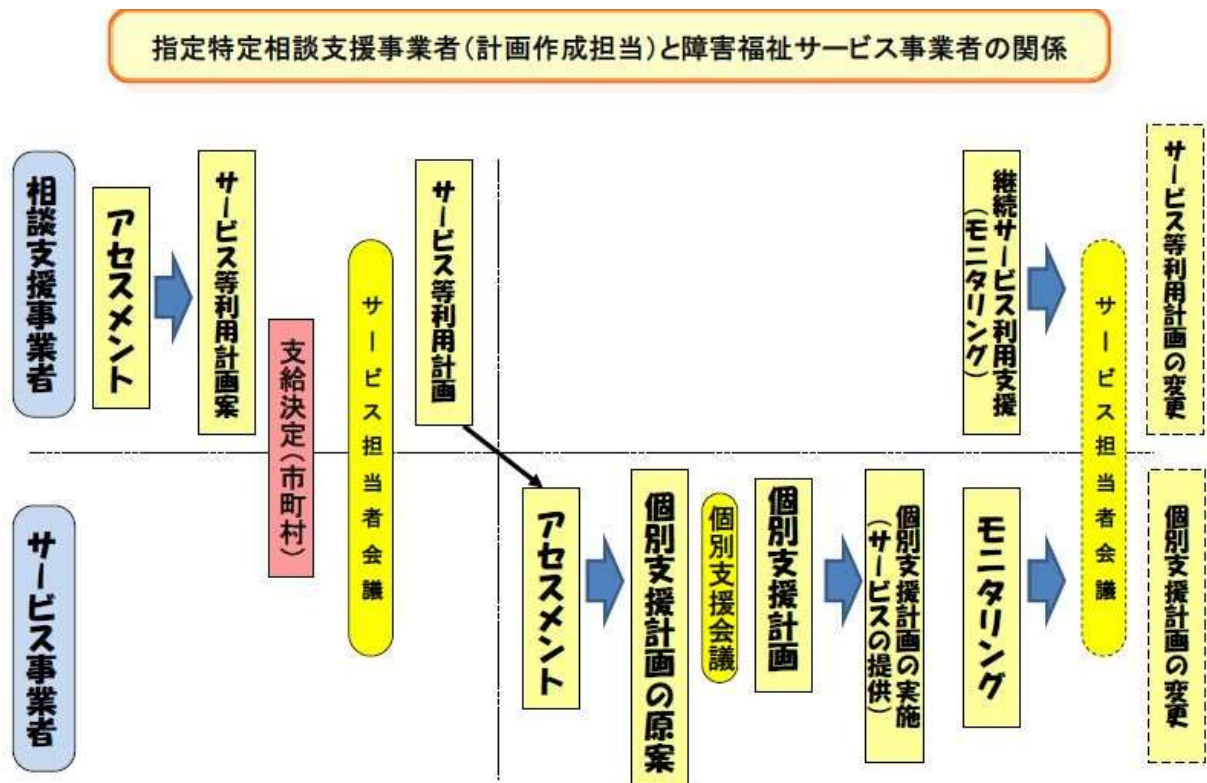 指定特定相談支援事業者(計画作成担当)と障害福祉サービス事業者の関係
相談支援事業者
アセスメント
サービス等利用計画案
支給決定(市町村)
サービス担当者会議
サービス等利用計画
継続サービス利用支援
(モニタリング)
サービス担当者会議
サービス等利用計画の変更
サービス事業者
アセスメント
個別支援計画の原案
個別支援会議
個別支援計画
個別支援計画の実施
(サービスの提供)
モニタリング
個別支援計画の変更